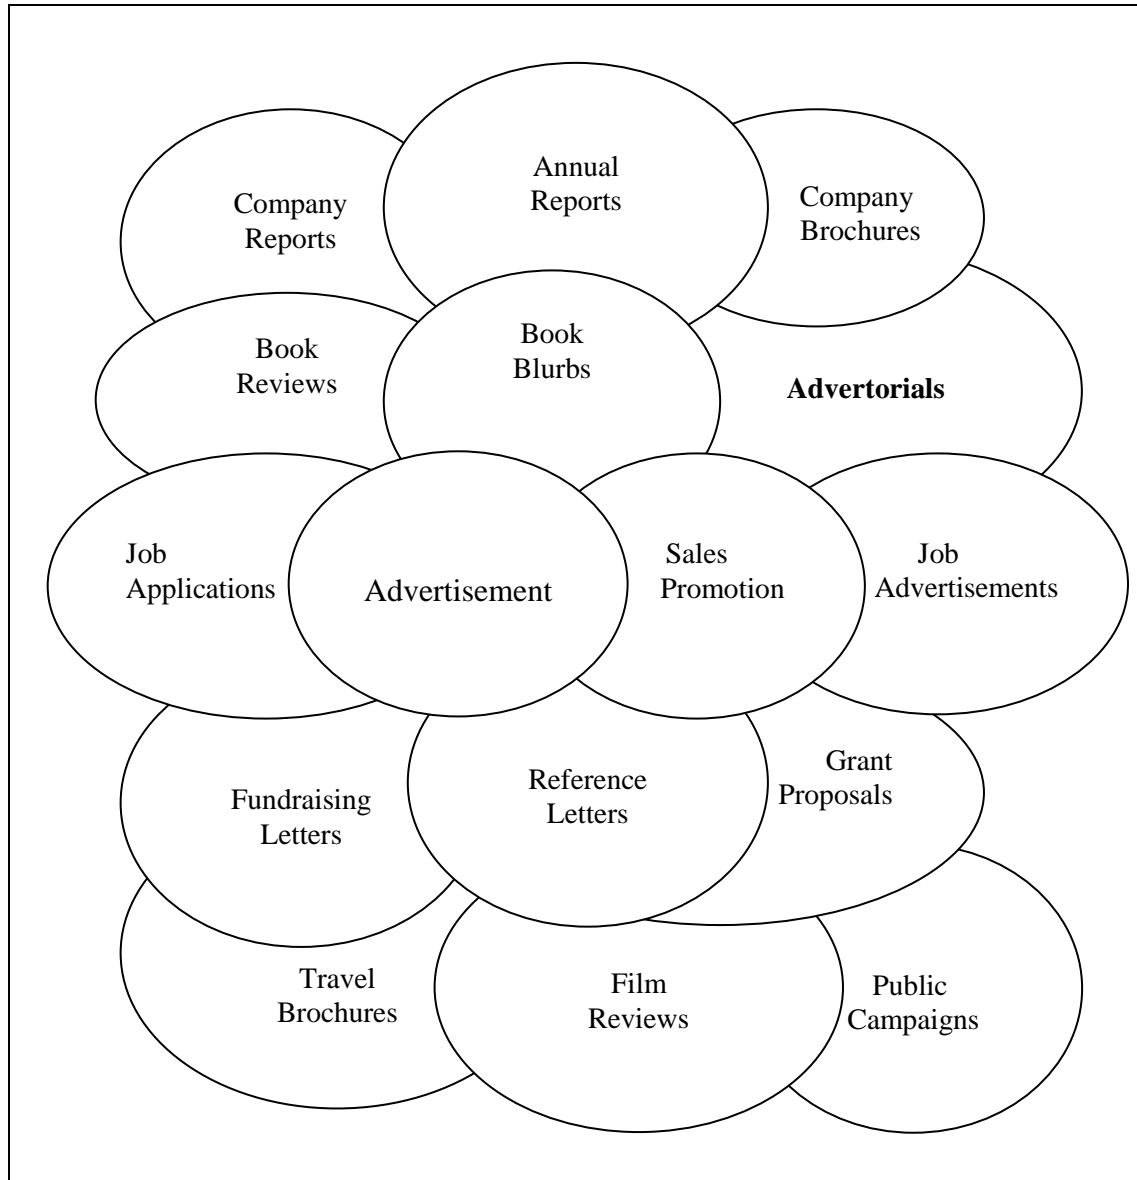 Annual
Reports
Company
Reports
Company
Brochures
Book
Reviews
Book
Blurbs
Advertorials
Job
Applications
Advertisement
Sales
Promotion
Job
Advertisements
Fundraising
Letters
Reference
Letters
Grant
Proposals
Travel
Brochures
Film
Reviews
Public
Campaigns